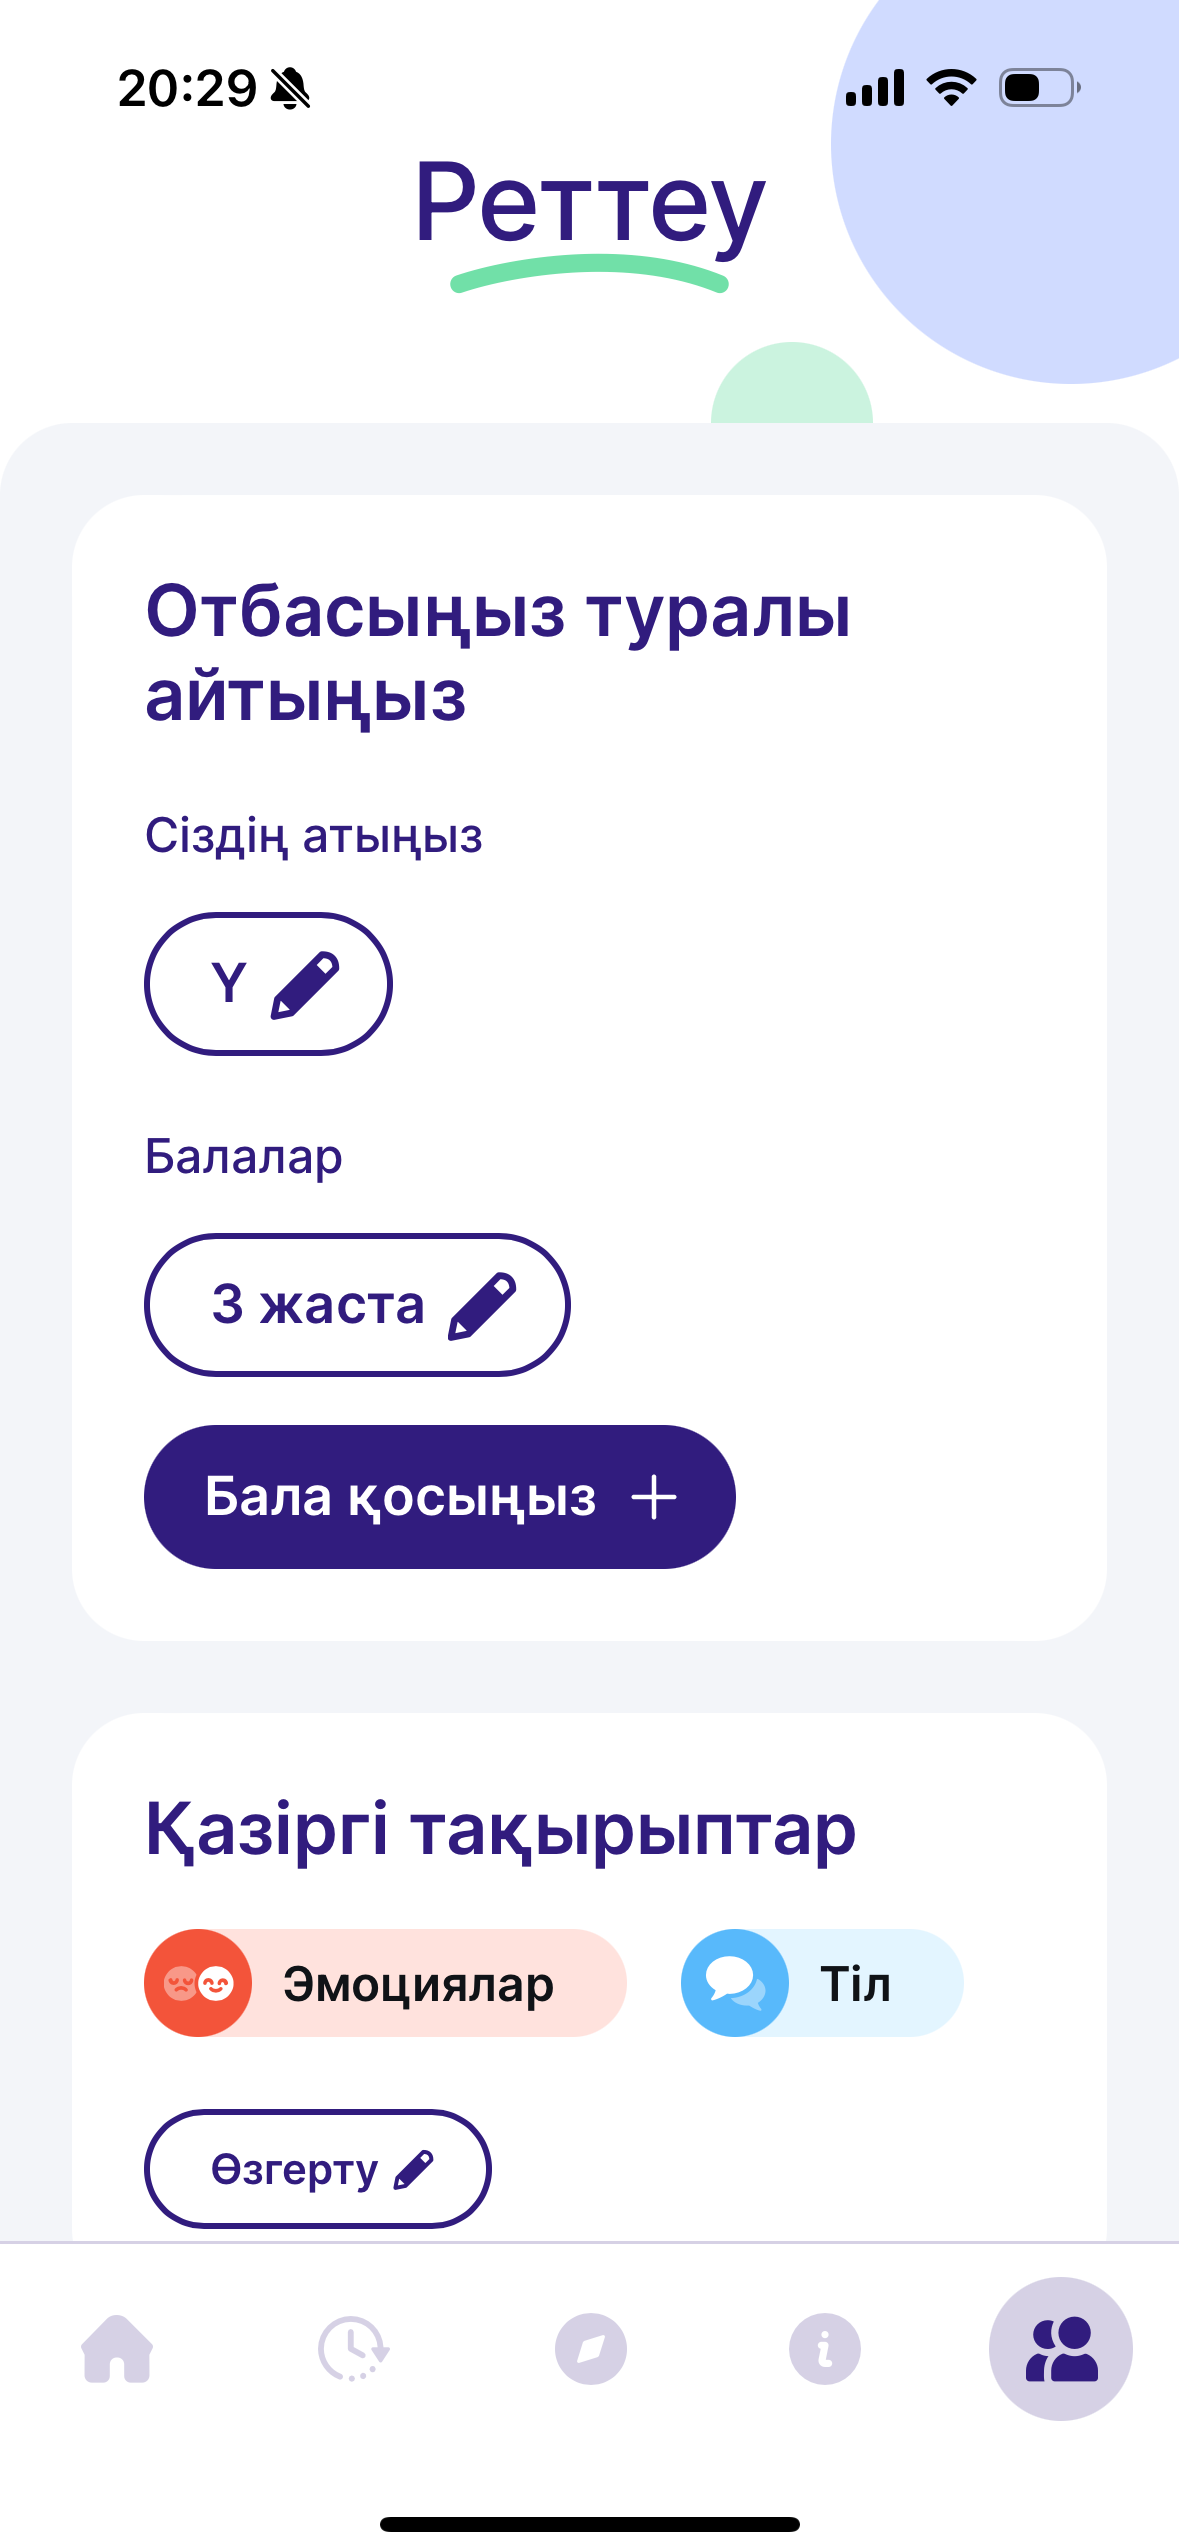 20:29
Реттеу
Отбасыңыз туралы
айтыңыз
Сіздің атыңыз
Ү
Балалар
3 жаста
Бала қосыңыз
Қазіргі тақырыптар
Эмоциялар
Тіл
Өзгерту